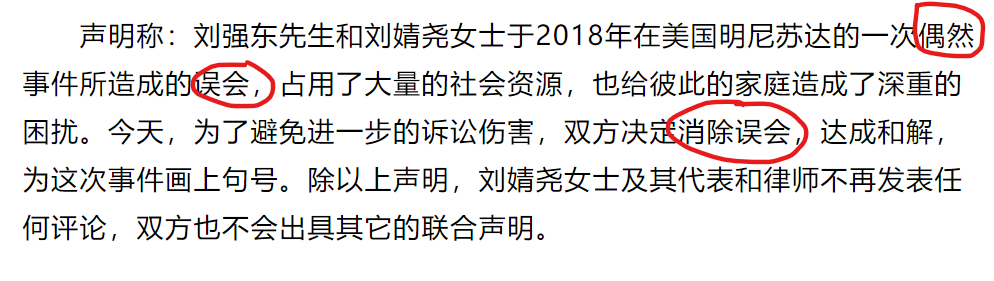 声明称：刘强东先生和刘婧尧女士于2018年在美国明尼苏达的一次偶然
事件所造成的误会，占用了大量的社会资源，也给彼此的家庭造成了深重的
困扰。今天，为了避免进一步的诉讼伤害，双方决定消除误会，达成和解，
为这次事件画上句号。除以上声明，刘婧尧女士及其代表和律师不再发表任
何评论，双方也不会出具其它的联合声明。